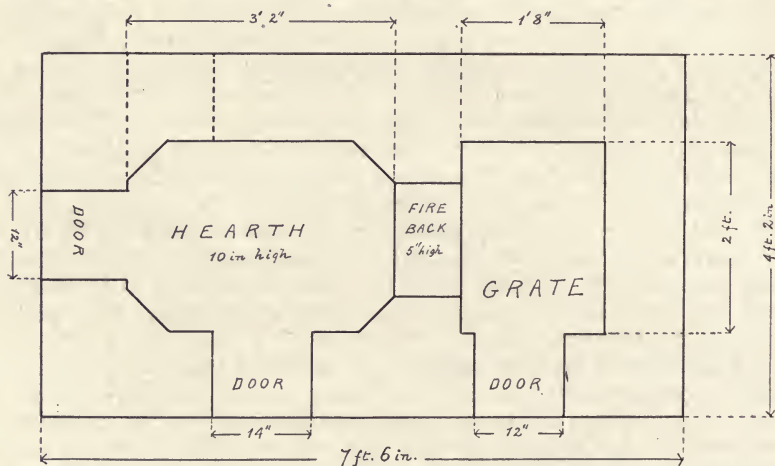 3' 2"
1' 8"
12"
DOOR
HEARTH
10 in high
FIRE
BACK
5" high
GRATE
2 ft.
4 ft. 2 in
DOOR
DOOR
14"
12"
7 ft. 6 in.